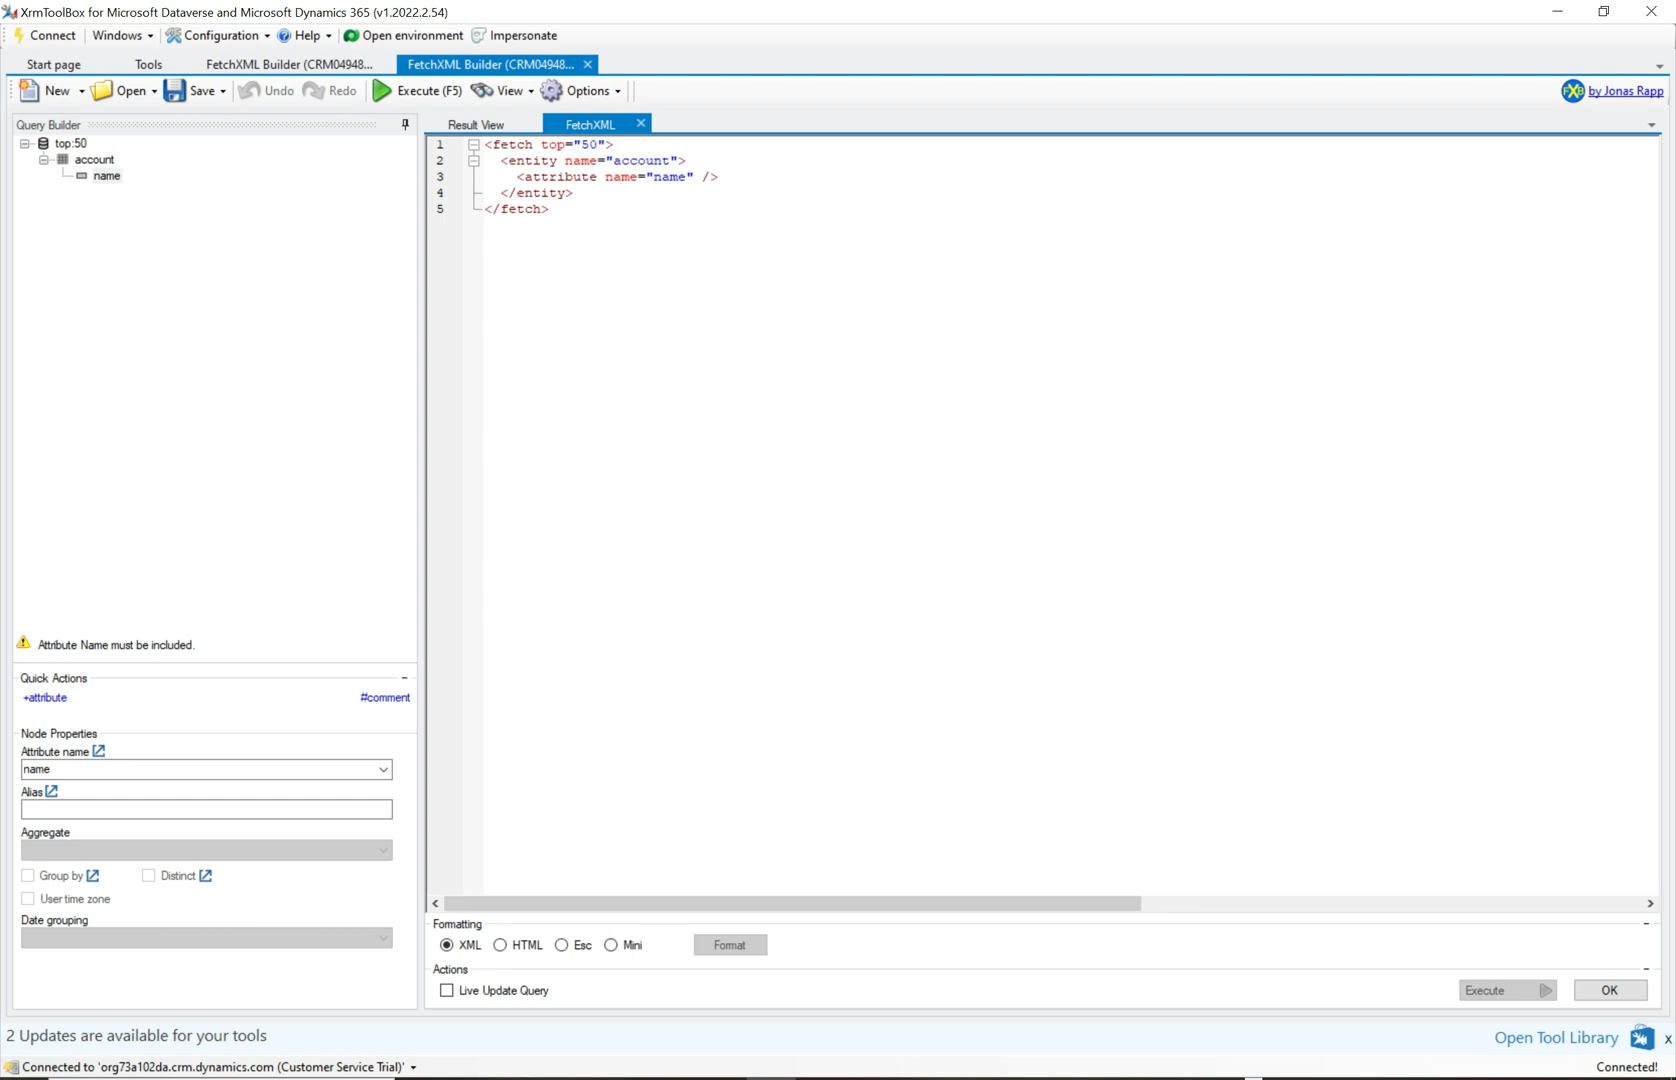 XrmToolBox for Microsoft Dataverse and Microsoft Dynamics 365 (v1.2022.2.54)
Connect Windows Configuration Help Open environment Impersonate
Start page Tools FetchXML Builder (CRM04948... FetchXML Builder (CRM04948...
New Open Save Undo Redo Execute (F5) View Options FXB by Jonas Rapp
Query Builder
top:50
account
name
Result View FetchXML
1 <fetch top="50">
2 <entity name="account">
3 <attribute name="name" />
4 </entity>
5 </fetch>
Attribute Name must be included.
Quick Actions
+attribute #comment
Node Properties
Attribute name
name
Alias
Aggregate
Group by Distinct
User time zone
Date grouping
Formatting
XML HTML Esc Mini Format
Actions
Live Update Query Execute OK
2 Updates are available for your tools Open Tool Library x
Connected to 'org73a102da.crm.dynamics.com (Customer Service Trial)' Connected!